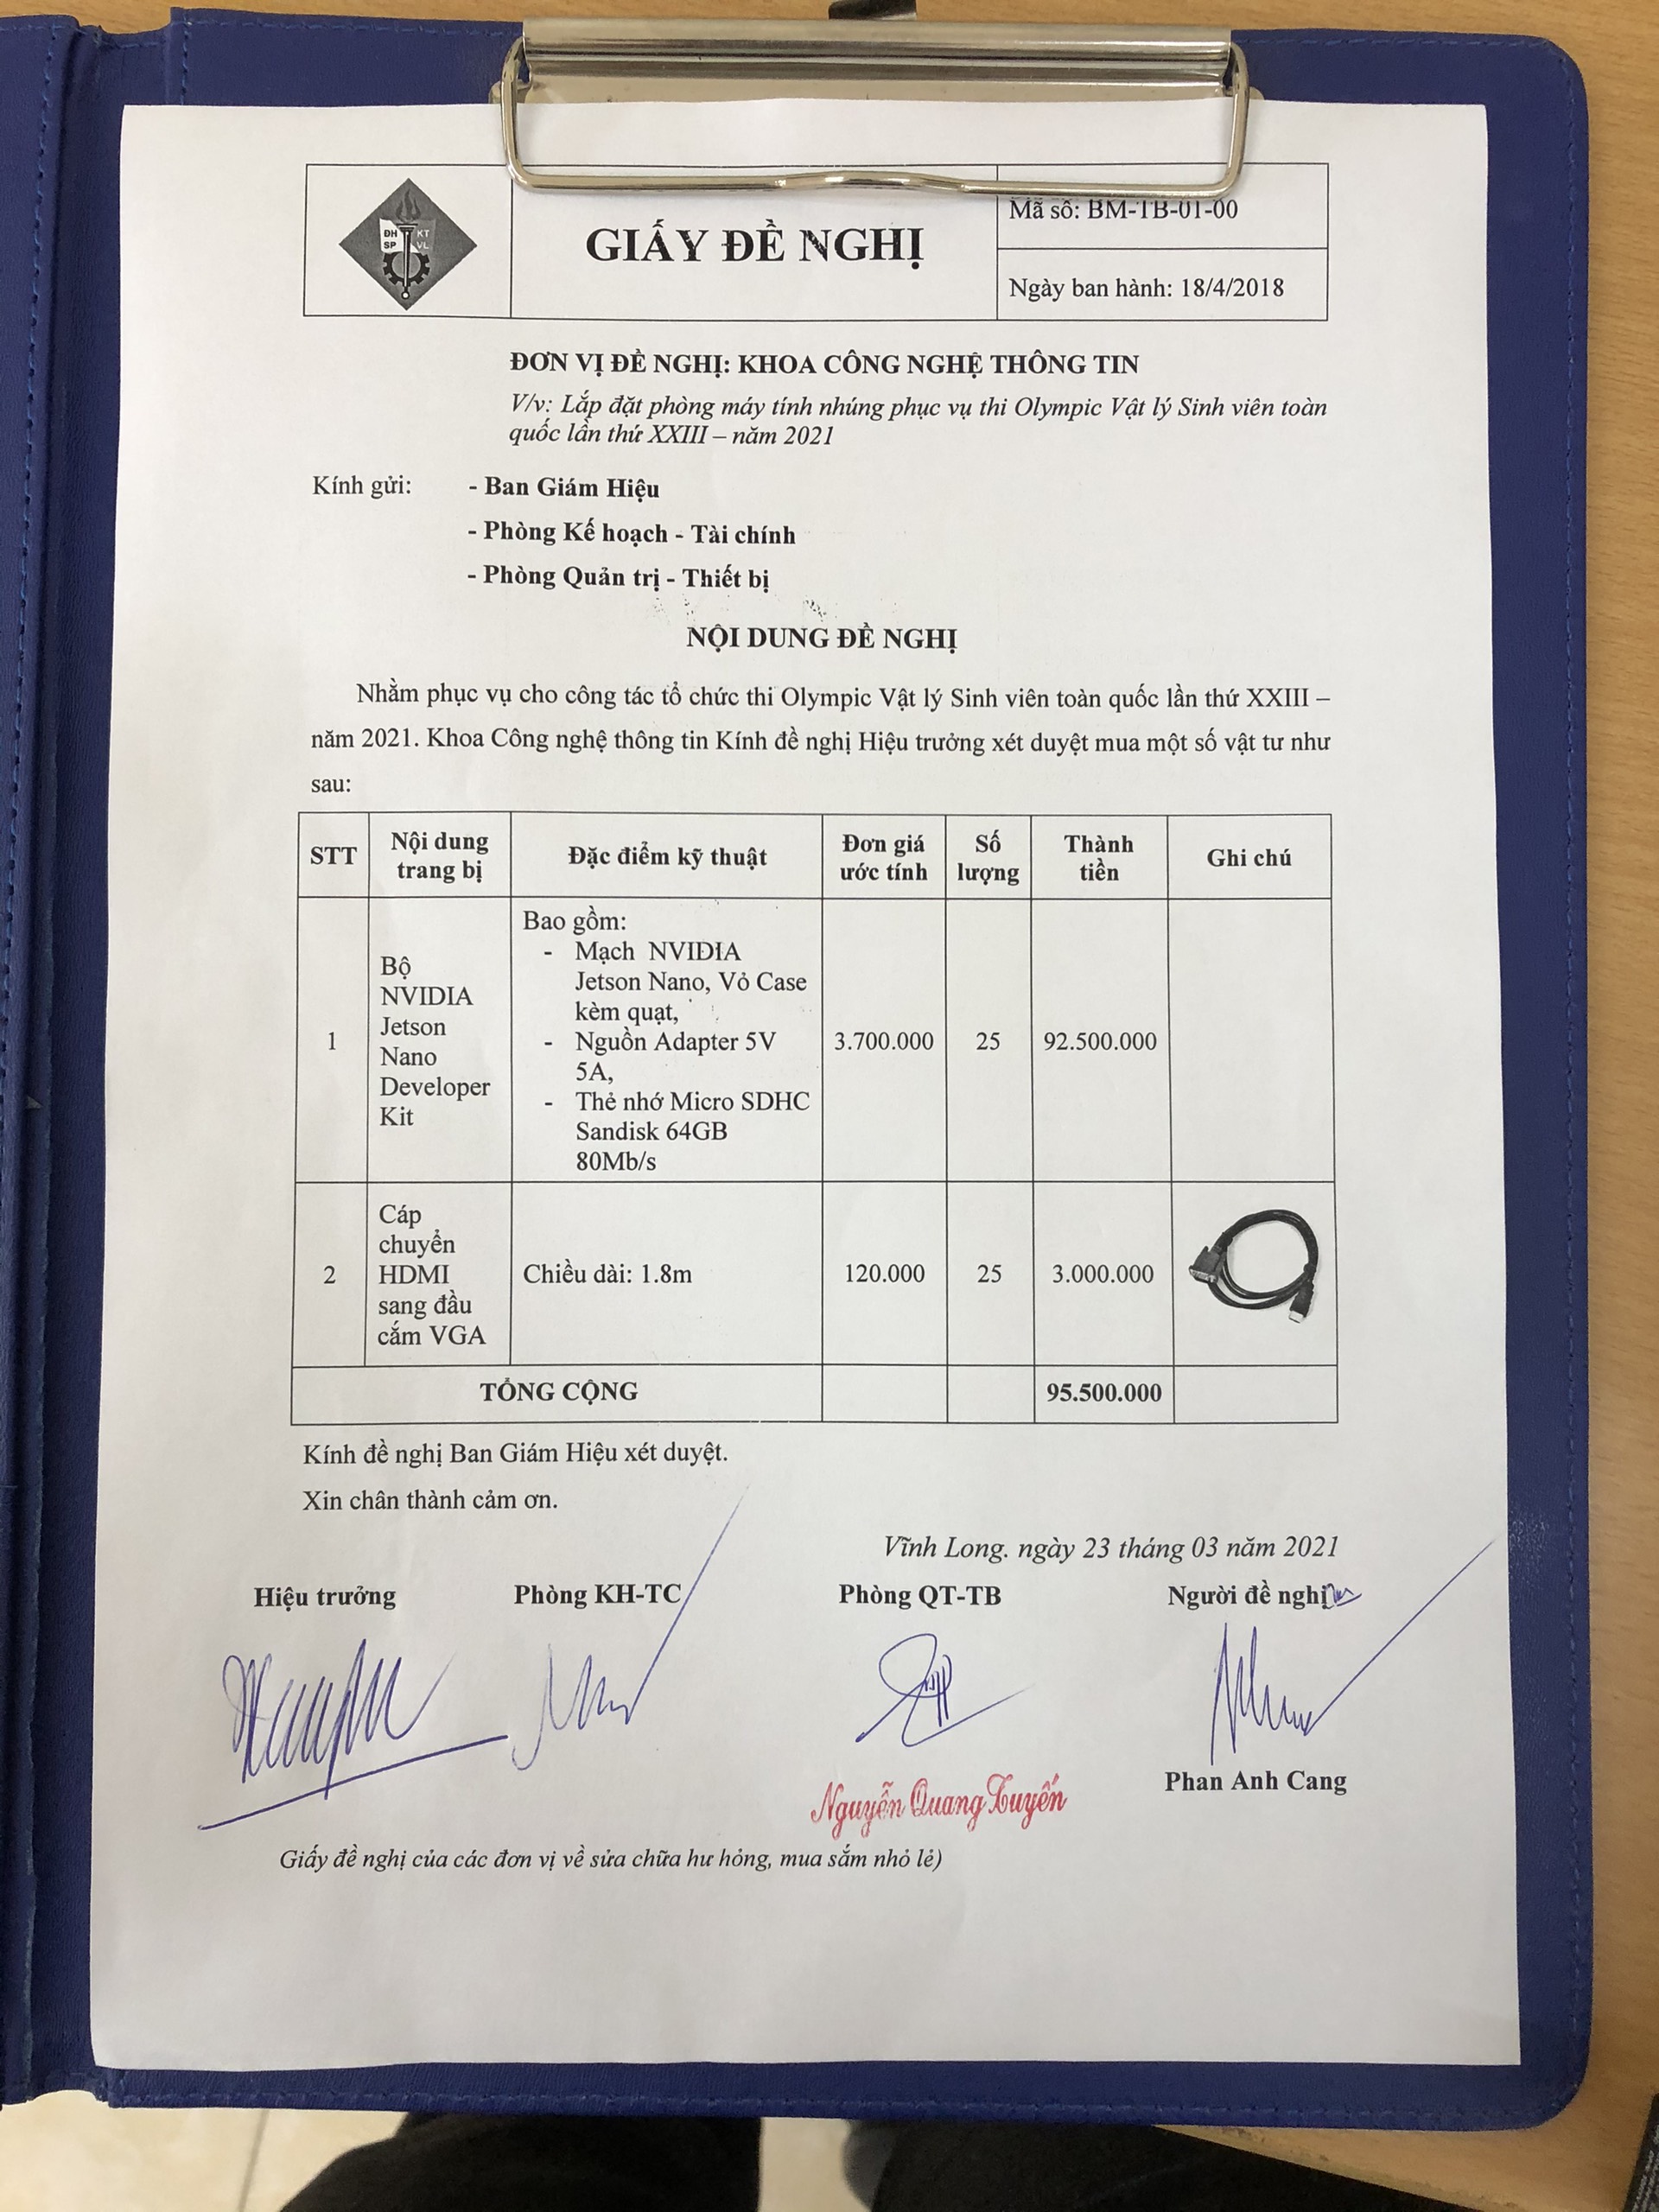 ĐH KT
SP VL
GIẤY ĐỀ NGHỊ
Mã số: BM-TB-01-00
Ngày ban hành: 18/4/2018
ĐƠN VỊ ĐỀ NGHỊ: KHOA CÔNG NGHỆ THÔNG TIN
V/v: Lắp đặt phòng máy tính nhúng phục vụ thi Olympic Vật lý Sinh viên toàn
quốc lần thứ XXIII – năm 2021
Kính gửi: - Ban Giám Hiệu
- Phòng Kế hoạch - Tài chính
- Phòng Quản trị - Thiết bị
NỘI DUNG ĐỀ NGHỊ
Nhằm phục vụ cho công tác tổ chức thi Olympic Vật lý Sinh viên toàn quốc lần thứ XXIII –
năm 2021. Khoa Công nghệ thông tin Kính đề nghị Hiệu trưởng xét duyệt mua một số vật tư như
sau:
STT
Nội dung
trang bị
Đặc điểm kỹ thuật
Đơn giá
ước tính
Số
lượng
Thành
tiền
Ghi chú
1
Bộ
NVIDIA
Jetson
Nano
Developer
Kit
Bao gồm:
- Mạch NVIDIA
Jetson Nano, Vỏ Case
kèm quạt,
- Nguồn Adapter 5V
5A,
- Thẻ nhớ Micro SDHC
Sandisk 64GB
80Mb/s
3.700.000
25
92.500.000
2
Cáp
chuyển
HDMI
sang đầu
cắm VGA
Chiều dài: 1.8m
120.000
25
3.000.000
TỔNG CỘNG
95.500.000
Kính đề nghị Ban Giám Hiệu xét duyệt.
Xin chân thành cảm ơn.
Vĩnh Long. ngày 23 tháng 03 năm 2021
Hiệu trưởng Phòng KH-TC Phòng QT-TB Người đề nghị
Nguyễn Quang Tuyến
Phan Anh Cang
Giấy đề nghị của các đơn vị về sửa chữa hư hỏng, mua sắm nhỏ lẻ)